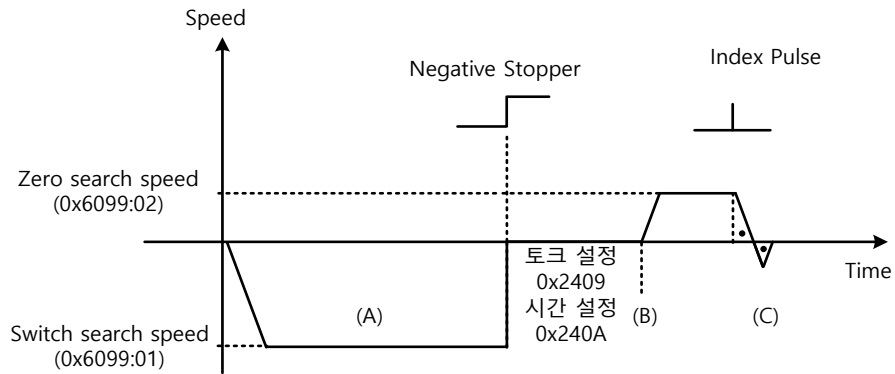 Speed
Negative Stopper
Index Pulse
Zero search speed
(0x6099:02)
토크 설정
0x2409
시간 설정
0x240A
Time
(A)
(B)
(C)
Switch search speed
(0x6099:01)